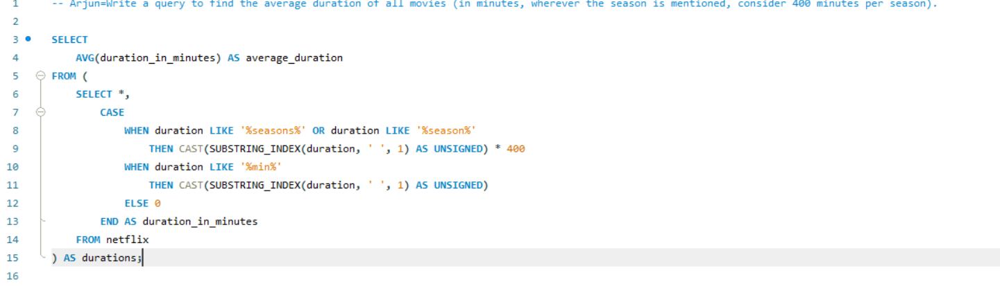 1 -- Arjun=Write a query to find the average duration of all movies (in minutes, wherever the season is mentioned, consider 400 minutes per season).
2
3 SELECT
4 AVG(duration_in_minutes) AS average_duration
5 FROM (
6 SELECT *,
7 CASE
8 WHEN duration LIKE '%seasons%' OR duration LIKE '%season%'
9 THEN CAST(SUBSTRING_INDEX(duration, ' ', 1) AS UNSIGNED) * 400
10 WHEN duration LIKE '%min%'
11 THEN CAST(SUBSTRING_INDEX(duration, ' ', 1) AS UNSIGNED)
12 ELSE 0
13 END AS duration_in_minutes
14 FROM netflix
15 ) AS durations;
16